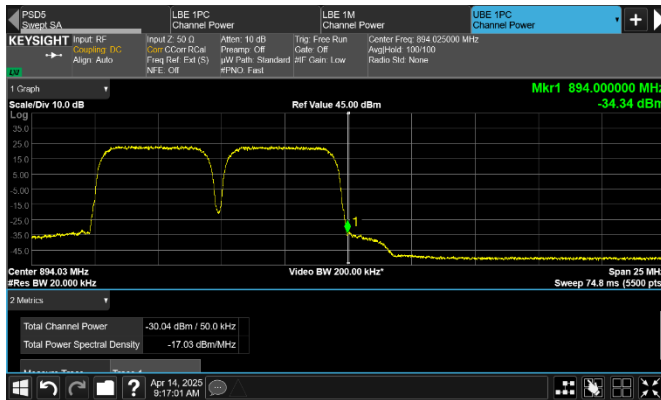 PSD5
Swept SA
LBE 1PC
Channel Power
LBE 1M
Channel Power
UBE 1PC
Channel Power
KEYSIGHT
Input: RF
Coupling: DC
Align: Auto
Input Z: 50 Ω
Corr CCorr RCal
Freq Ref: Ext (S)
NFE: Off
Atten: 10 dB
Preamp: Off
µW Path: Standard
#PNO: Fast
Trig: Free Run
Gate: Off
#IF Gain: Low
Center Freq: 894.025000 MHz
Avg|Hold: 100/100
Radio Std: None
LU
1 Graph
Mkr1 894.000000 MHz
Scale/Div 10.0 dB
Ref Value 45.00 dBm
-34.34 dBm
Log
35.0
25.0
15.0
5.00
-5.00
-15.0
-25.0
-35.0
-45.0
1
Center 894.03 MHz
Video BW 200.00 kHz*
Span 25 MHz
#Res BW 20.000 kHz
Sweep 74.8 ms (5500 pts
2 Metrics
Total Channel Power
-30.04 dBm / 50.0 kHz
Total Power Spectral Density
-17.03 dBm/MHz
Apr 14, 2025
9:17:01 AM